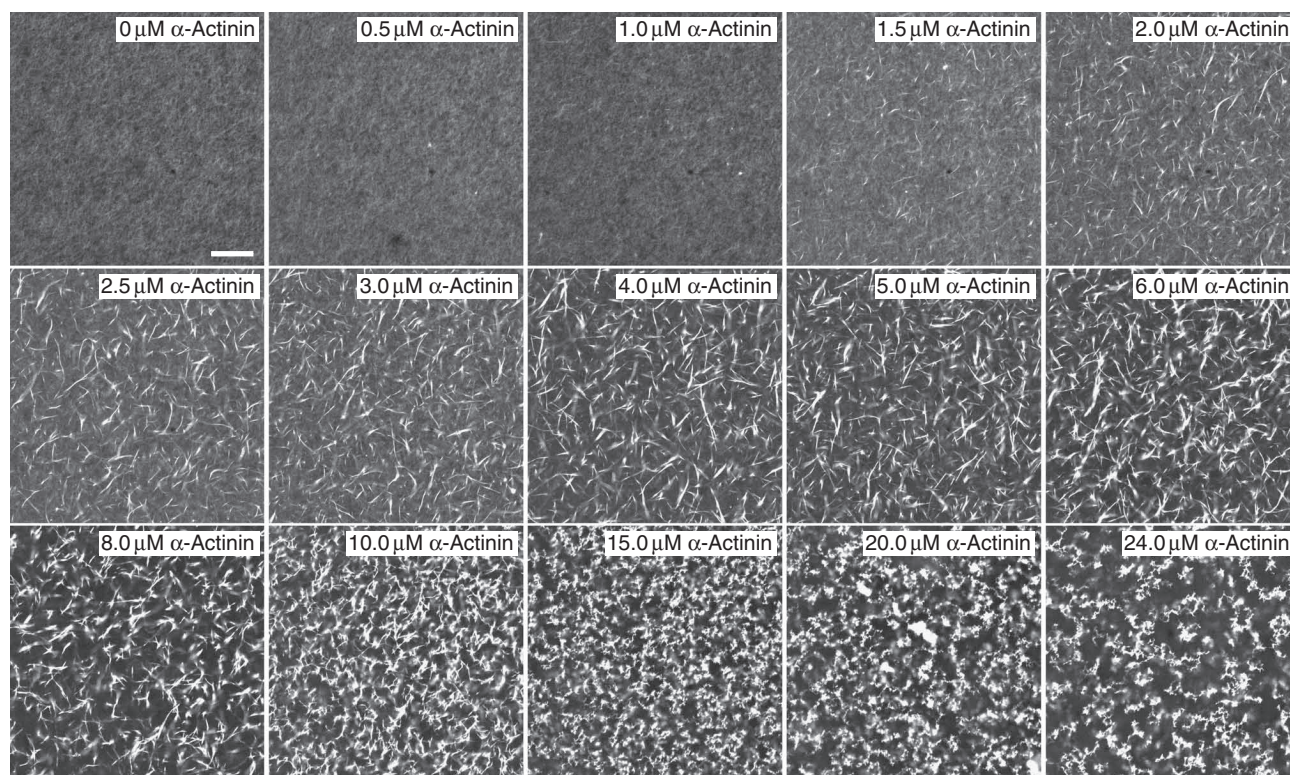 0 μM α-Actinin
0.5 μM α-Actinin
1.0 μM α-Actinin
1.5 μM α-Actinin
2.0 μM α-Actinin
2.5 μM α-Actinin
3.0 μM α-Actinin
4.0 μM α-Actinin
5.0 μM α-Actinin
6.0 μM α-Actinin
8.0 μM α-Actinin
10.0 μM α-Actinin
15.0 μM α-Actinin
20.0 μM α-Actinin
24.0 μM α-Actinin